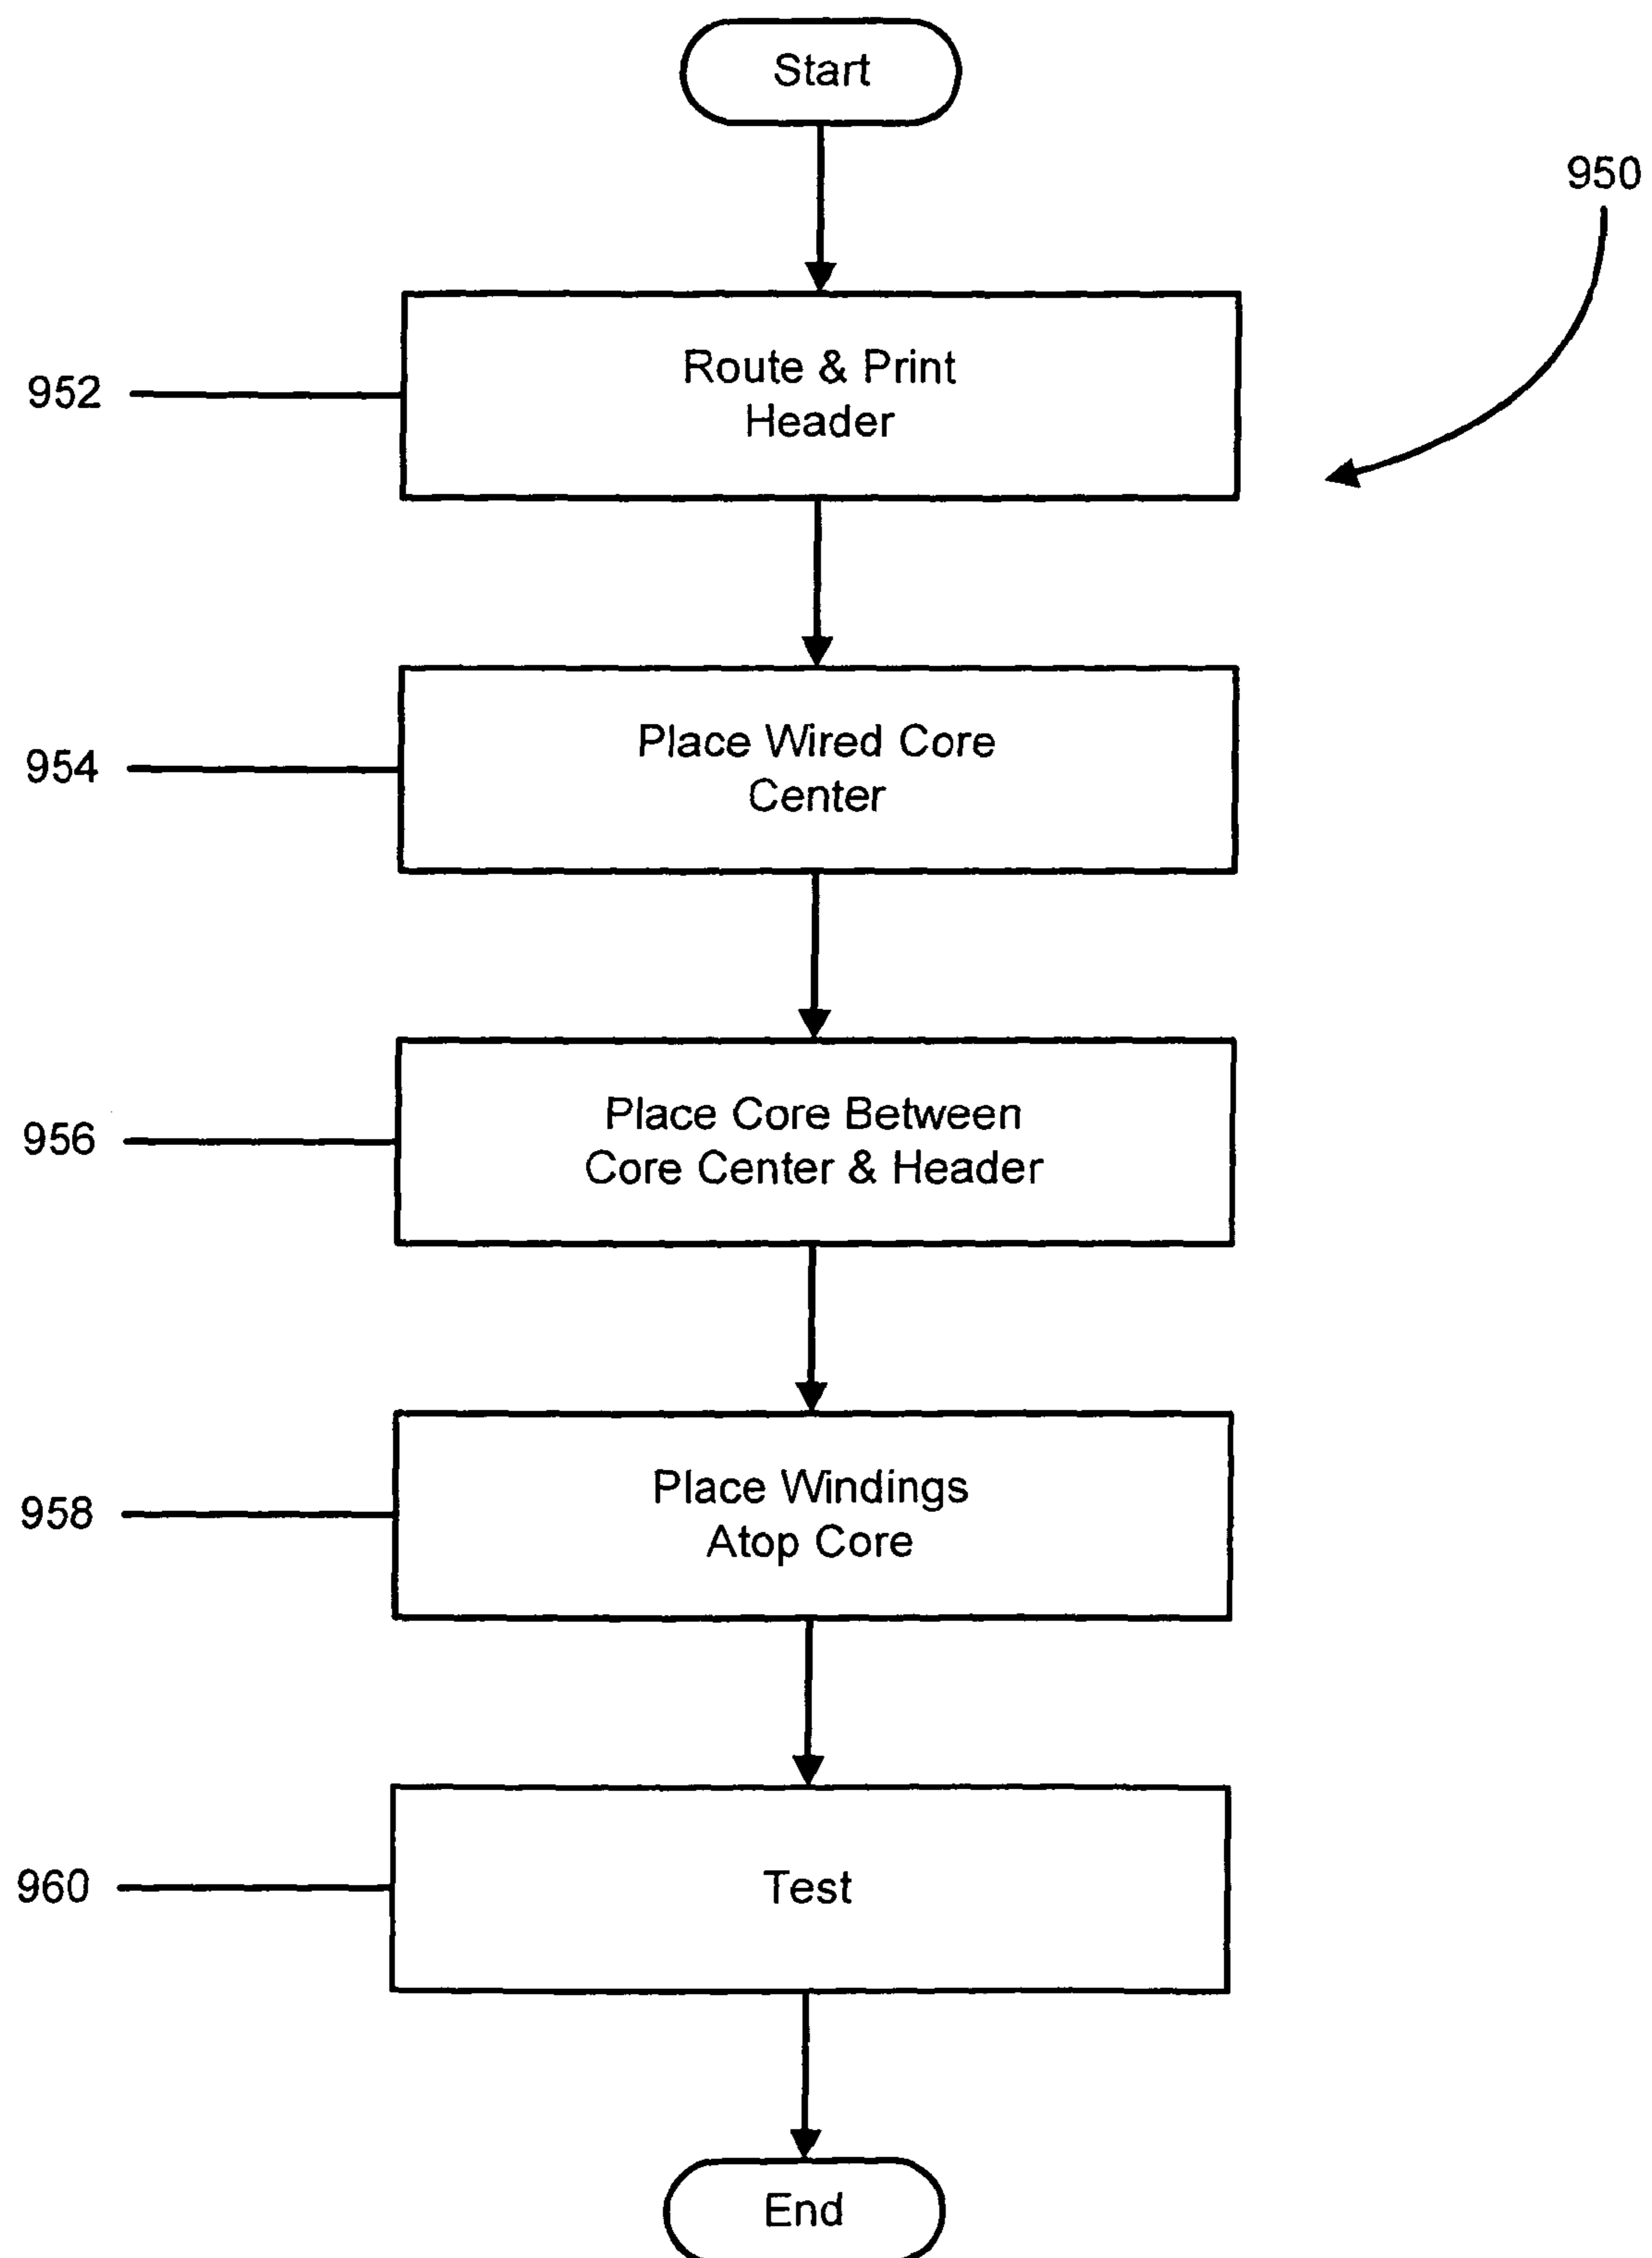 Start
950
Route & Print
Header
952
Place Wired Core
Center
954
Place Core Between
Core Center & Header
956
Place Windings
Atop Core
958
Test
960
End